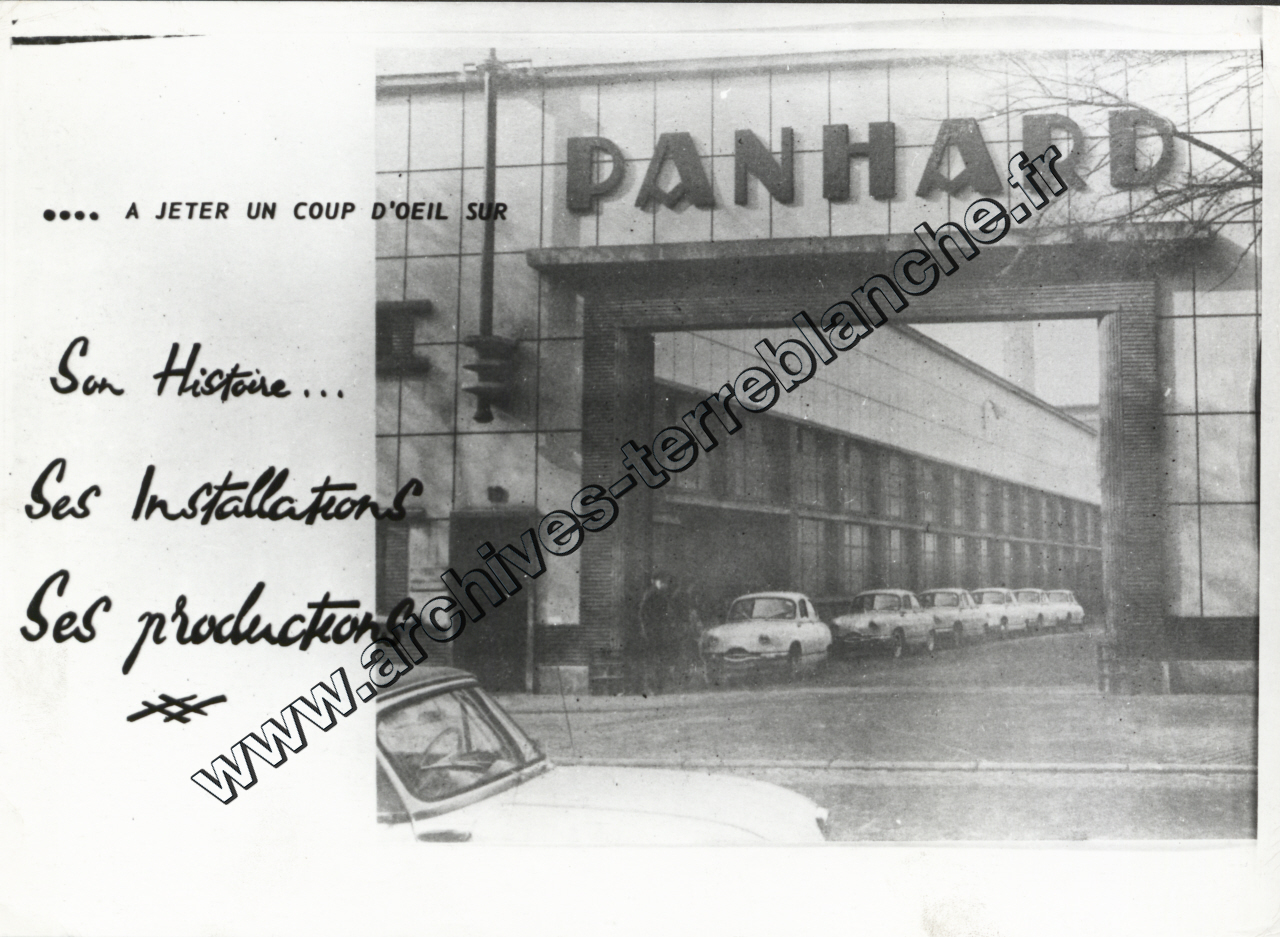 PANHARD
.... A JETER UN COUP D'OEIL SUR
Son Histoire...
Ses Installations
Ses productions
www.archives-terreblanche.fr